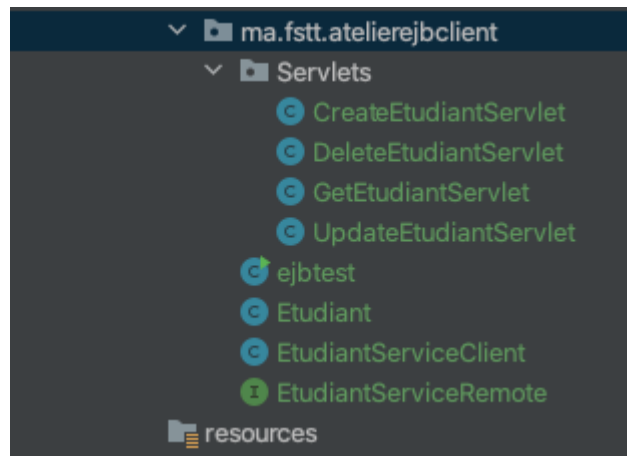 ma.fstt.atelierejbclient
Servlets
C CreateEtudiantServlet
C DeleteEtudiantServlet
C GetEtudiantServlet
C UpdateEtudiantServlet
C ejbtest
C Etudiant
C EtudiantServiceClient
I EtudiantServiceRemote
resources